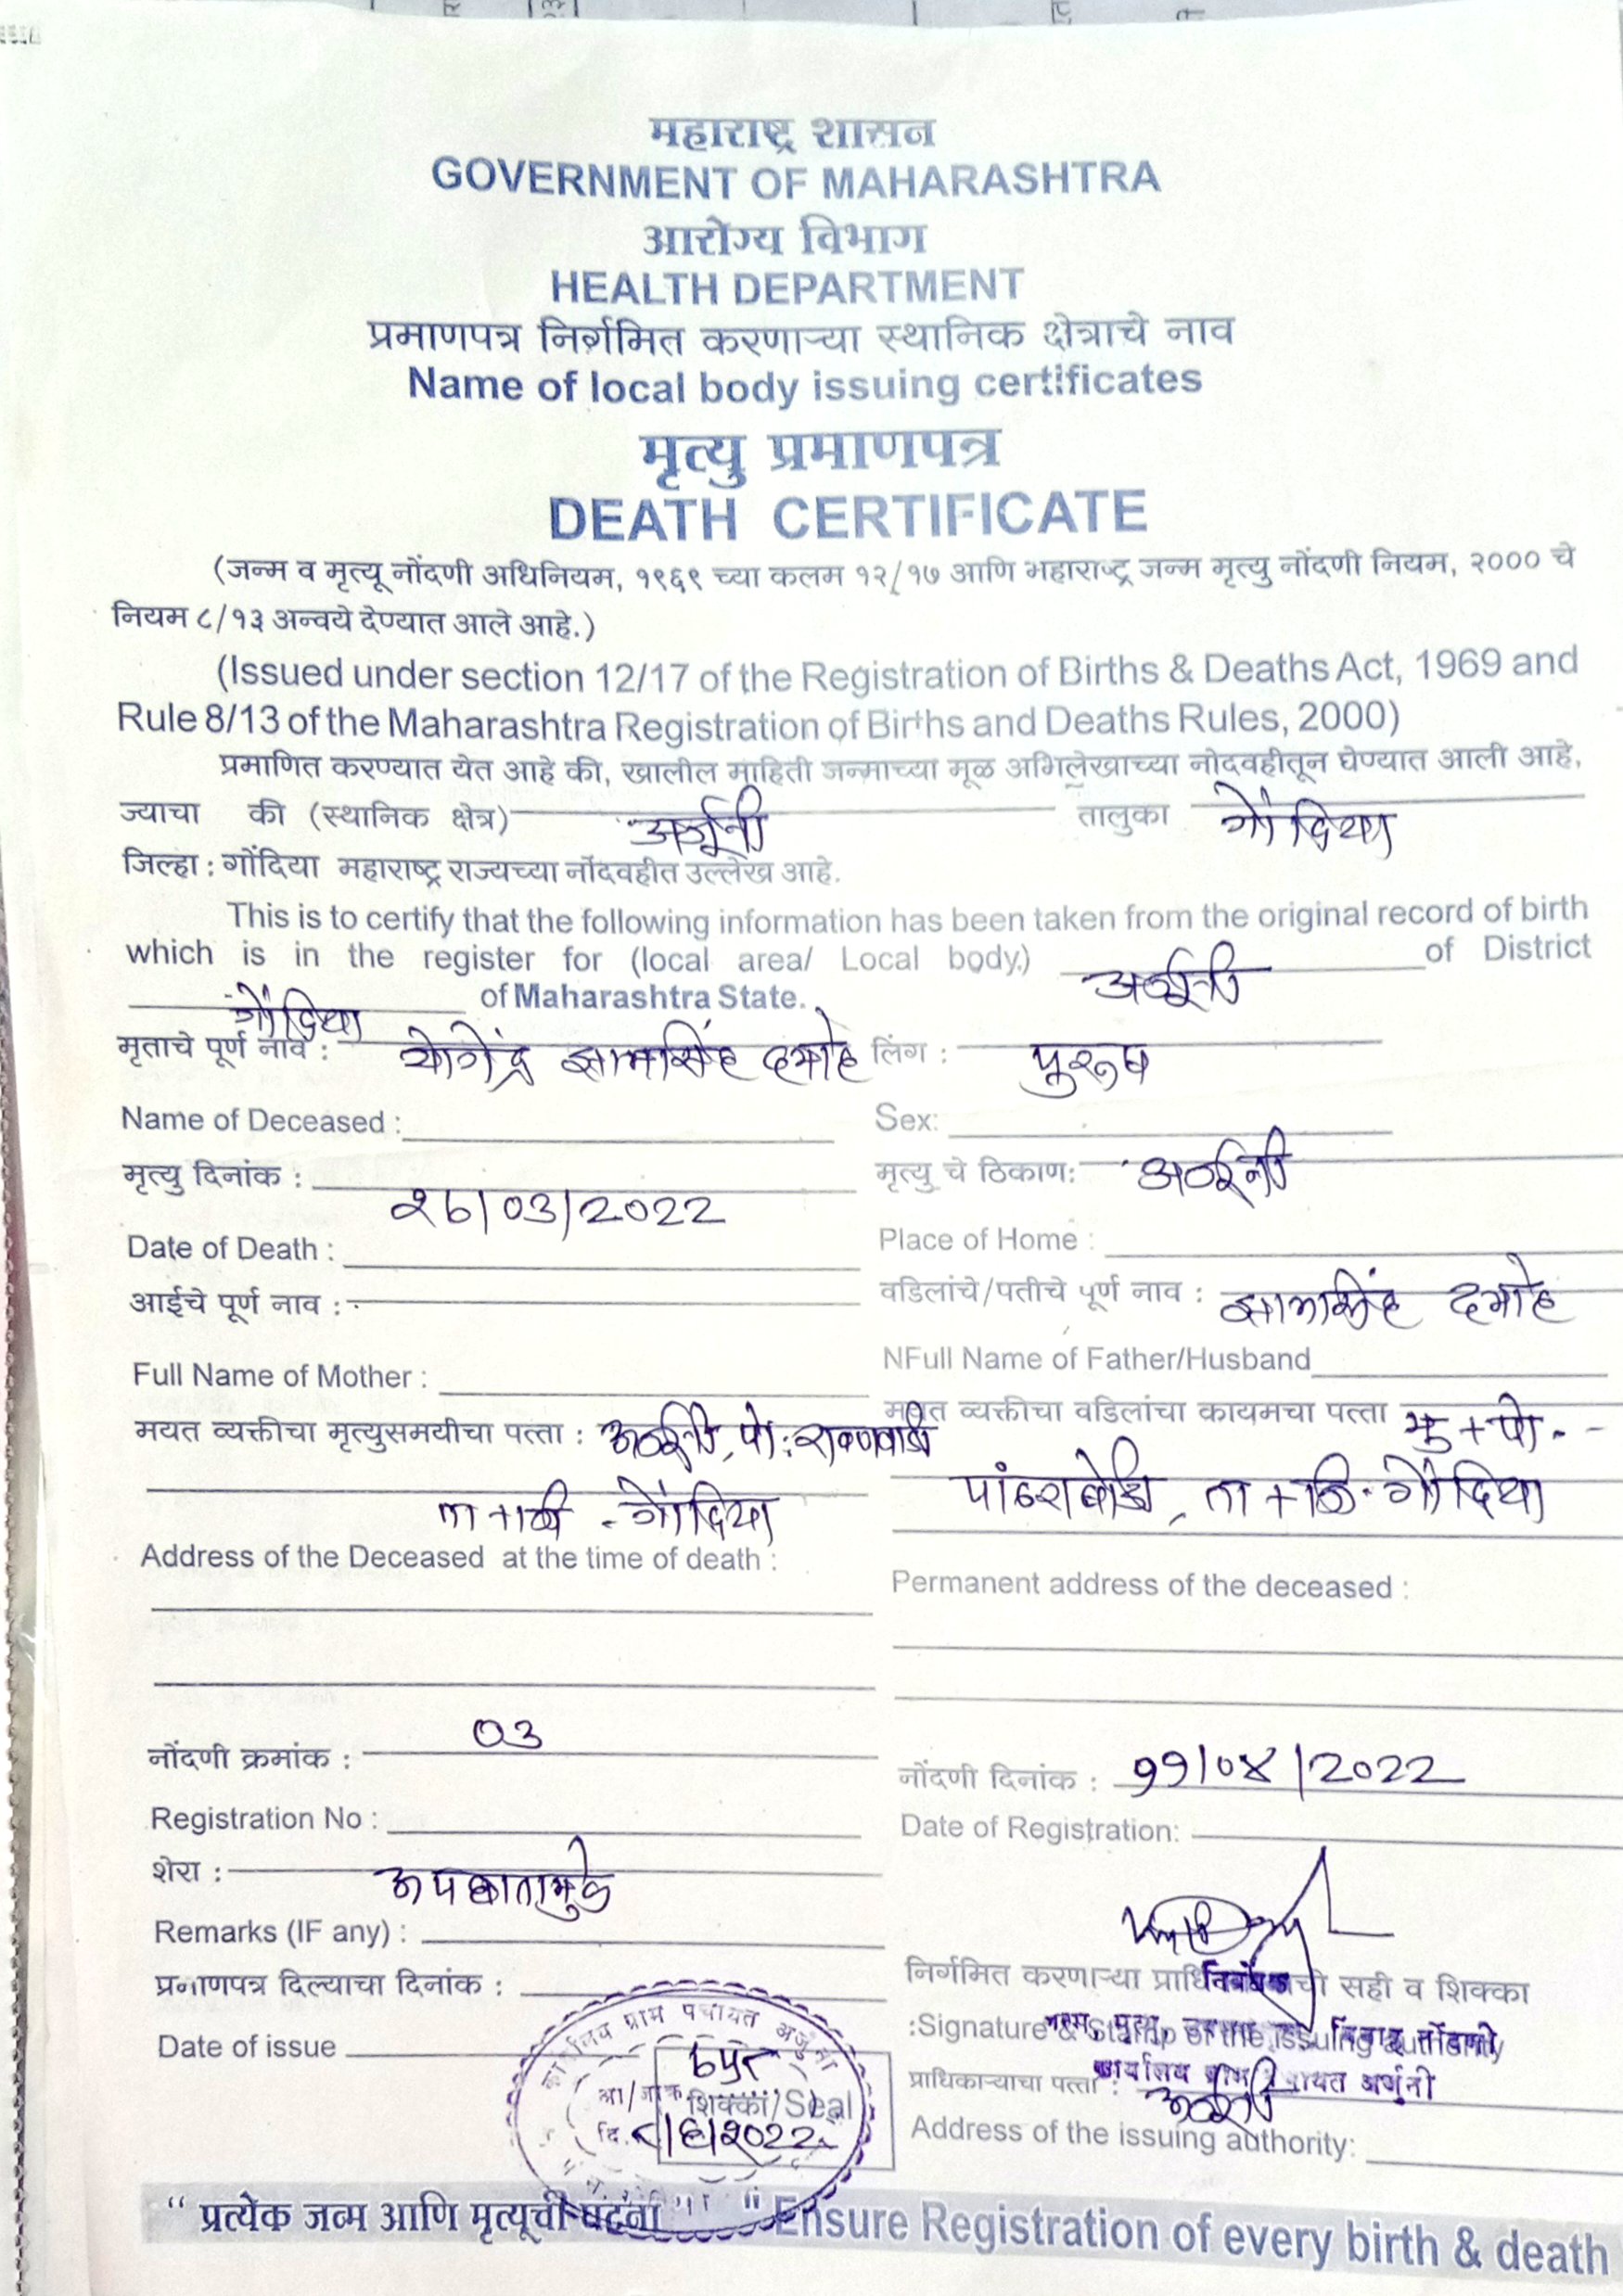 महाराष्ट्र शासन
GOVERNMENT OF MAHARASHTRA
आरोग्य विभाग
HEALTH DEPARTMENT
प्रमाणपत्र निर्गमित करणाऱ्या स्थानिक क्षेत्राचे नाव
Name of local body issuing certificates
मृत्यु प्रमाणपत्र
DEATH CERTIFICATE
(जन्म व मृत्यू नोंदणी अधिनियम, १९६९ च्या कलम १२/१७ आणि महाराष्ट्र जन्म मृत्यु नोंदणी नियम, २००० चे
नियम ८/१३ अन्वये देण्यात आले आहे.)
(Issued under section 12/17 of the Registration of Births & Deaths Act, 1969 and
Rule 8/13 of the Maharashtra Registration of Births and Deaths Rules, 2000)
प्रमाणित करण्यात येत आहे की, खालील माहिती जन्माच्या मूळ अभिलेखाच्या नोदवहीतून घेण्यात आली आहे,
ज्याचा की (स्थानिक क्षेत्र) अर्जुनी तालुका गोंदिया
जिल्हा : गोंदिया महाराष्ट्र राज्यच्या नोंदवहीत उल्लेख आहे.
This is to certify that the following information has been taken from the original record of birth
which is in the register for (local area/ Local body.) अर्जुनी of District
गोंदिया of Maharashtra State.
मृताचे पूर्ण नाव : योगेंद्र ग्यामसिंह दमाहे लिंग : पुरूष
Name of Deceased : Sex:
मृत्यु दिनांक : २७/03/2022 मृत्यु चे ठिकाण: अर्जुनी
Date of Death : Place of Home :
आईचे पूर्ण नाव : वडिलांचे/पतीचे पूर्ण नाव : ग्यामसिंह दमाहे
Full Name of Mother : NFull Name of Father/Husband
मयत व्यक्तीचा मृत्युसमयीचा पत्ता : अर्जुनी, पो: रावणवाडी मयत व्यक्तीचा वडिलांचा कायमचा पत्ता मु + पो. -
ता + जि - गोंदिया पांढराबोडी, ता + जि. गोंदिया
Address of the Deceased at the time of death : Permanent address of the deceased :
नोंदणी क्रमांक : 03 नोंदणी दिनांक : ११/०४/2022
Registration No : Date of Registration:
शेरा : अपघातामुळे
Remarks (IF any) :
प्रमाणपत्र दिल्याचा दिनांक : निर्गमित करणाऱ्या प्राधि ची सही व शिक्का
निबंधक
Date of issue :Signature & Stamp of the issuing authority
जन्म, मृत्यु, विवाह नोंदणी
कार्यालय ग्राम पंचायत अर्जुनी
प्राधिकाऱ्याचा पत्ता : अर्जुनी
Address of the issuing authority:
कार्यालय ग्राम पंचायत अर्जुनी
शिक्का/Seal
दि. ८/६/२०22
“ प्रत्येक जन्म आणि मृत्यूची घटना " Ensure Registration of every birth & death